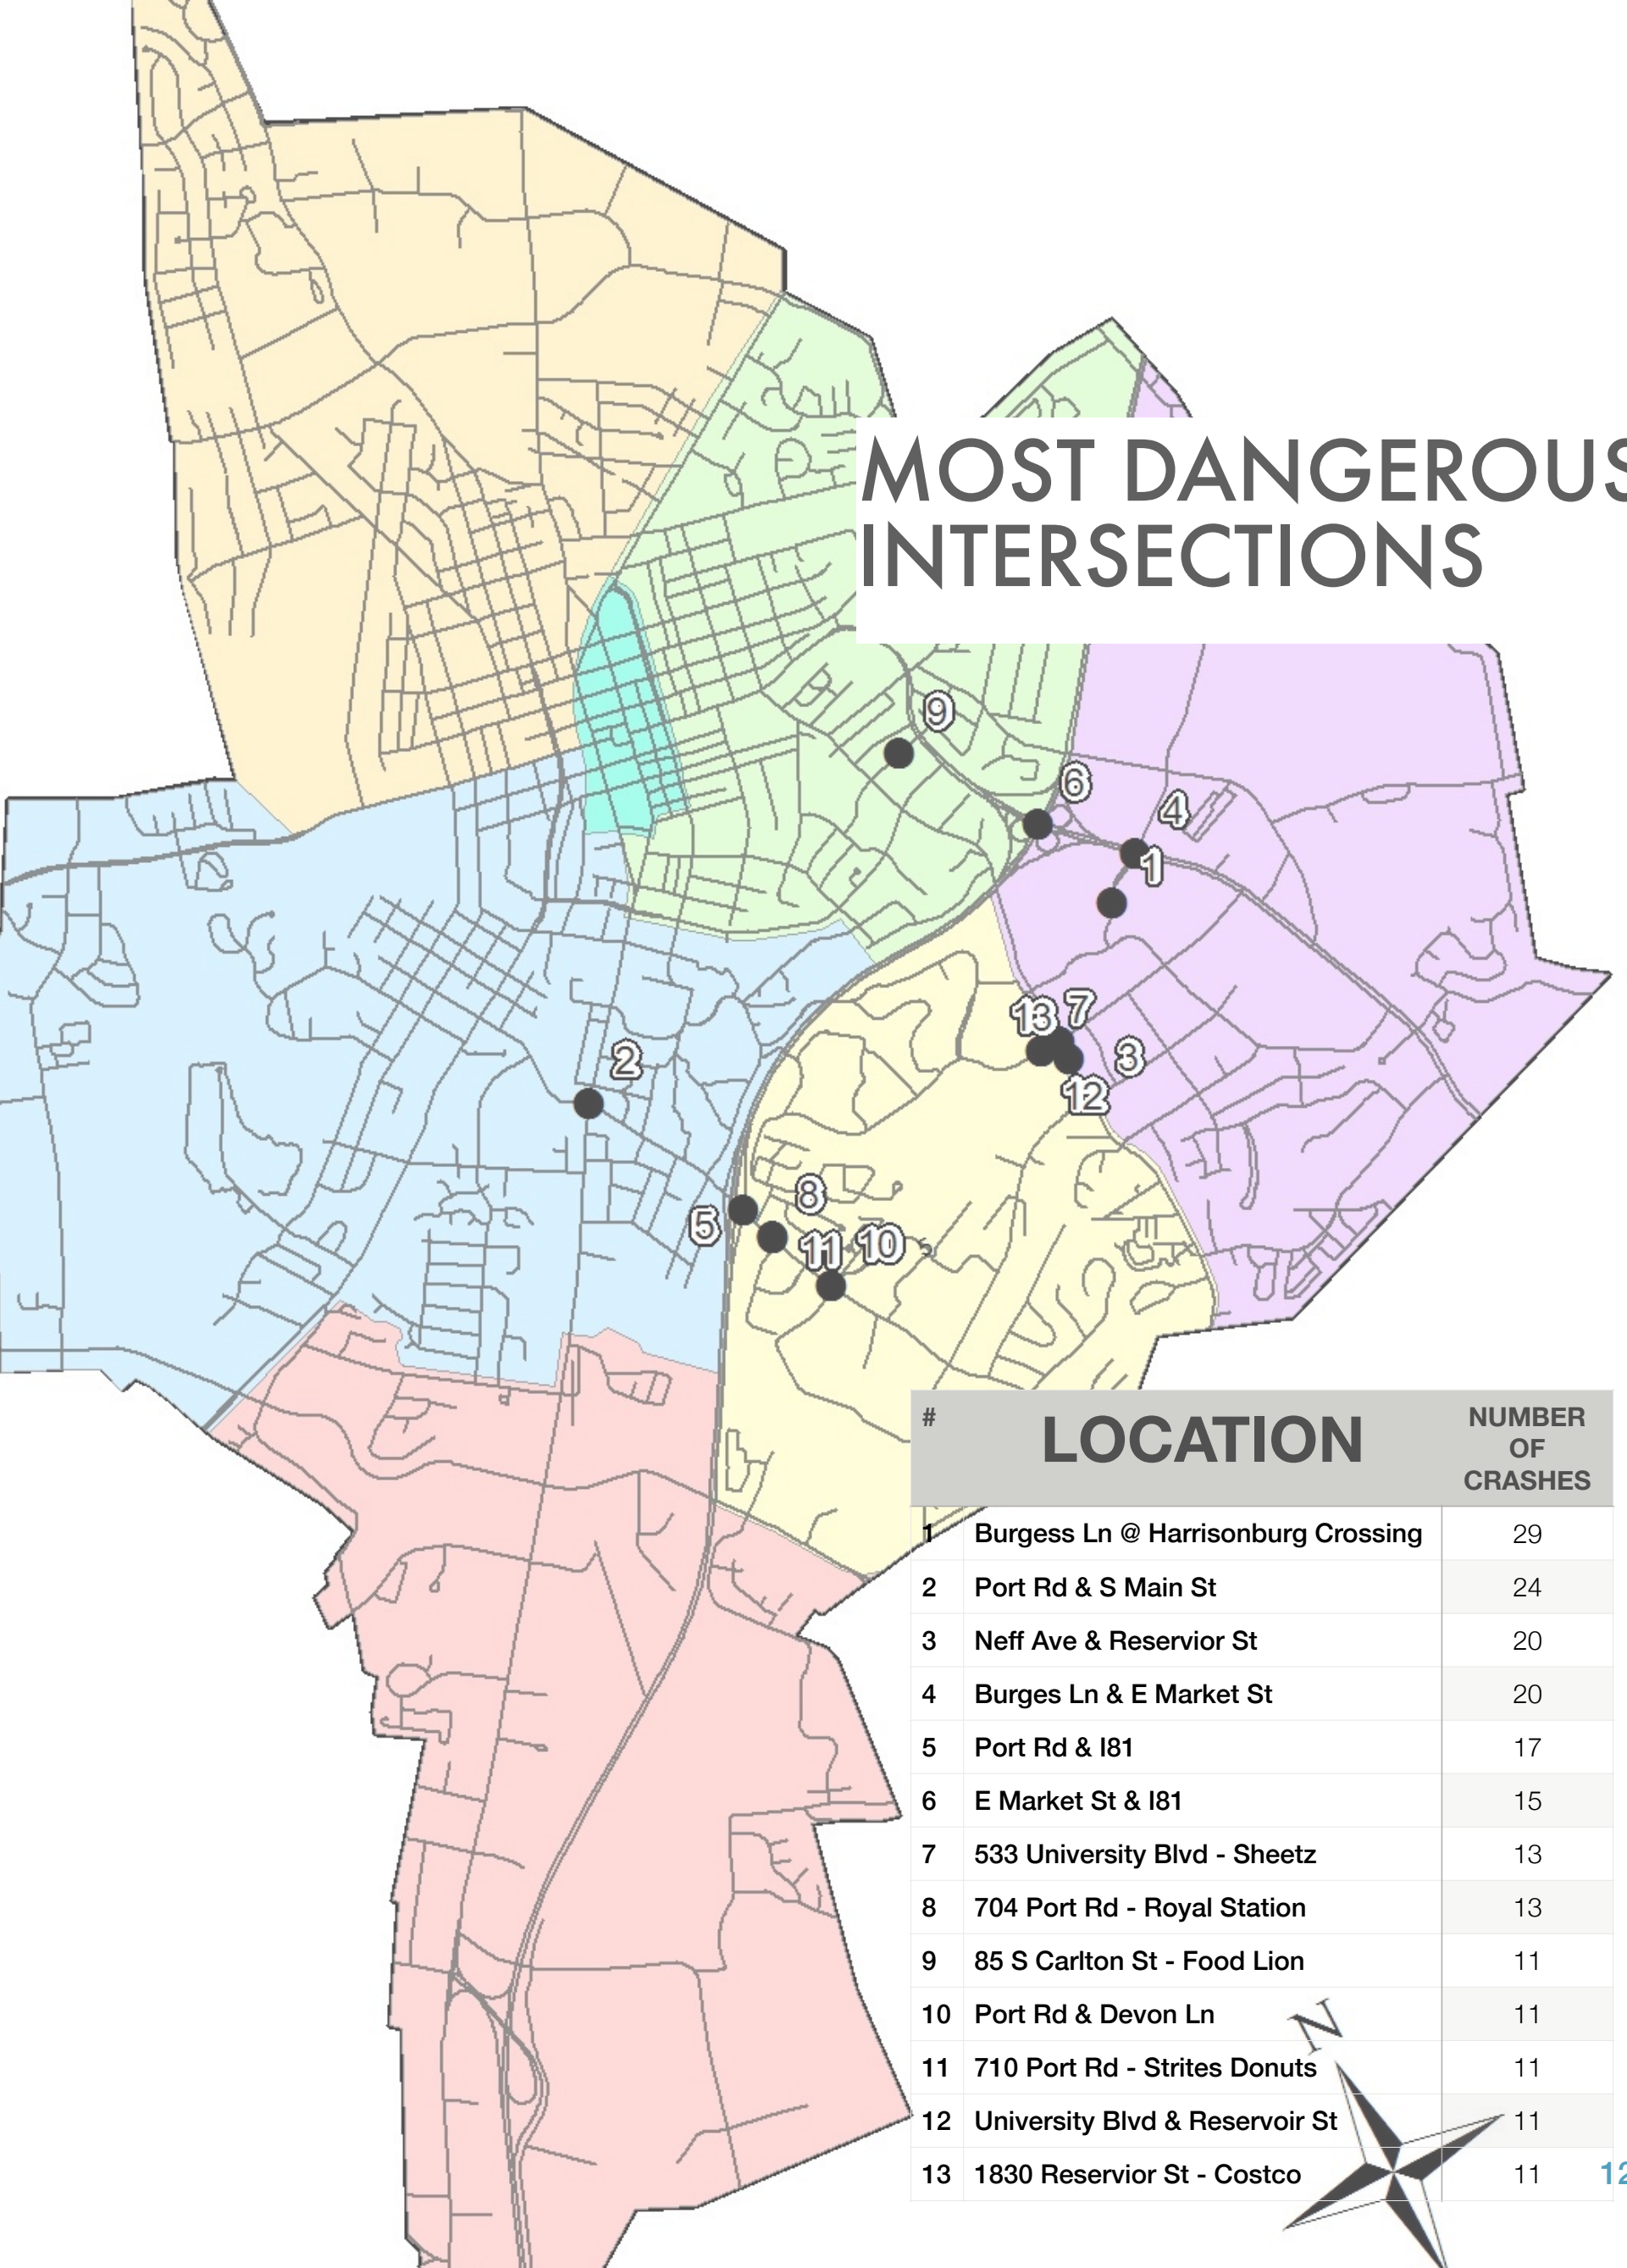 MOST DANGEROUS
INTERSECTIONS
9
6
4
1
13 7
3
12
2
8
5
11 10
# LOCATION NUMBER OF CRASHES
1 Burgess Ln @ Harrisonburg Crossing 29
2 Port Rd & S Main St 24
3 Neff Ave & Reservior St 20
4 Burges Ln & E Market St 20
5 Port Rd & I81 17
6 E Market St & I81 15
7 533 University Blvd - Sheetz 13
8 704 Port Rd - Royal Station 13
9 85 S Carlton St - Food Lion 11
10 Port Rd & Devon Ln 11
N
11 710 Port Rd - Strites Donuts 11
12 University Blvd & Reservoir St 11
13 1830 Reservior St - Costco 11
12